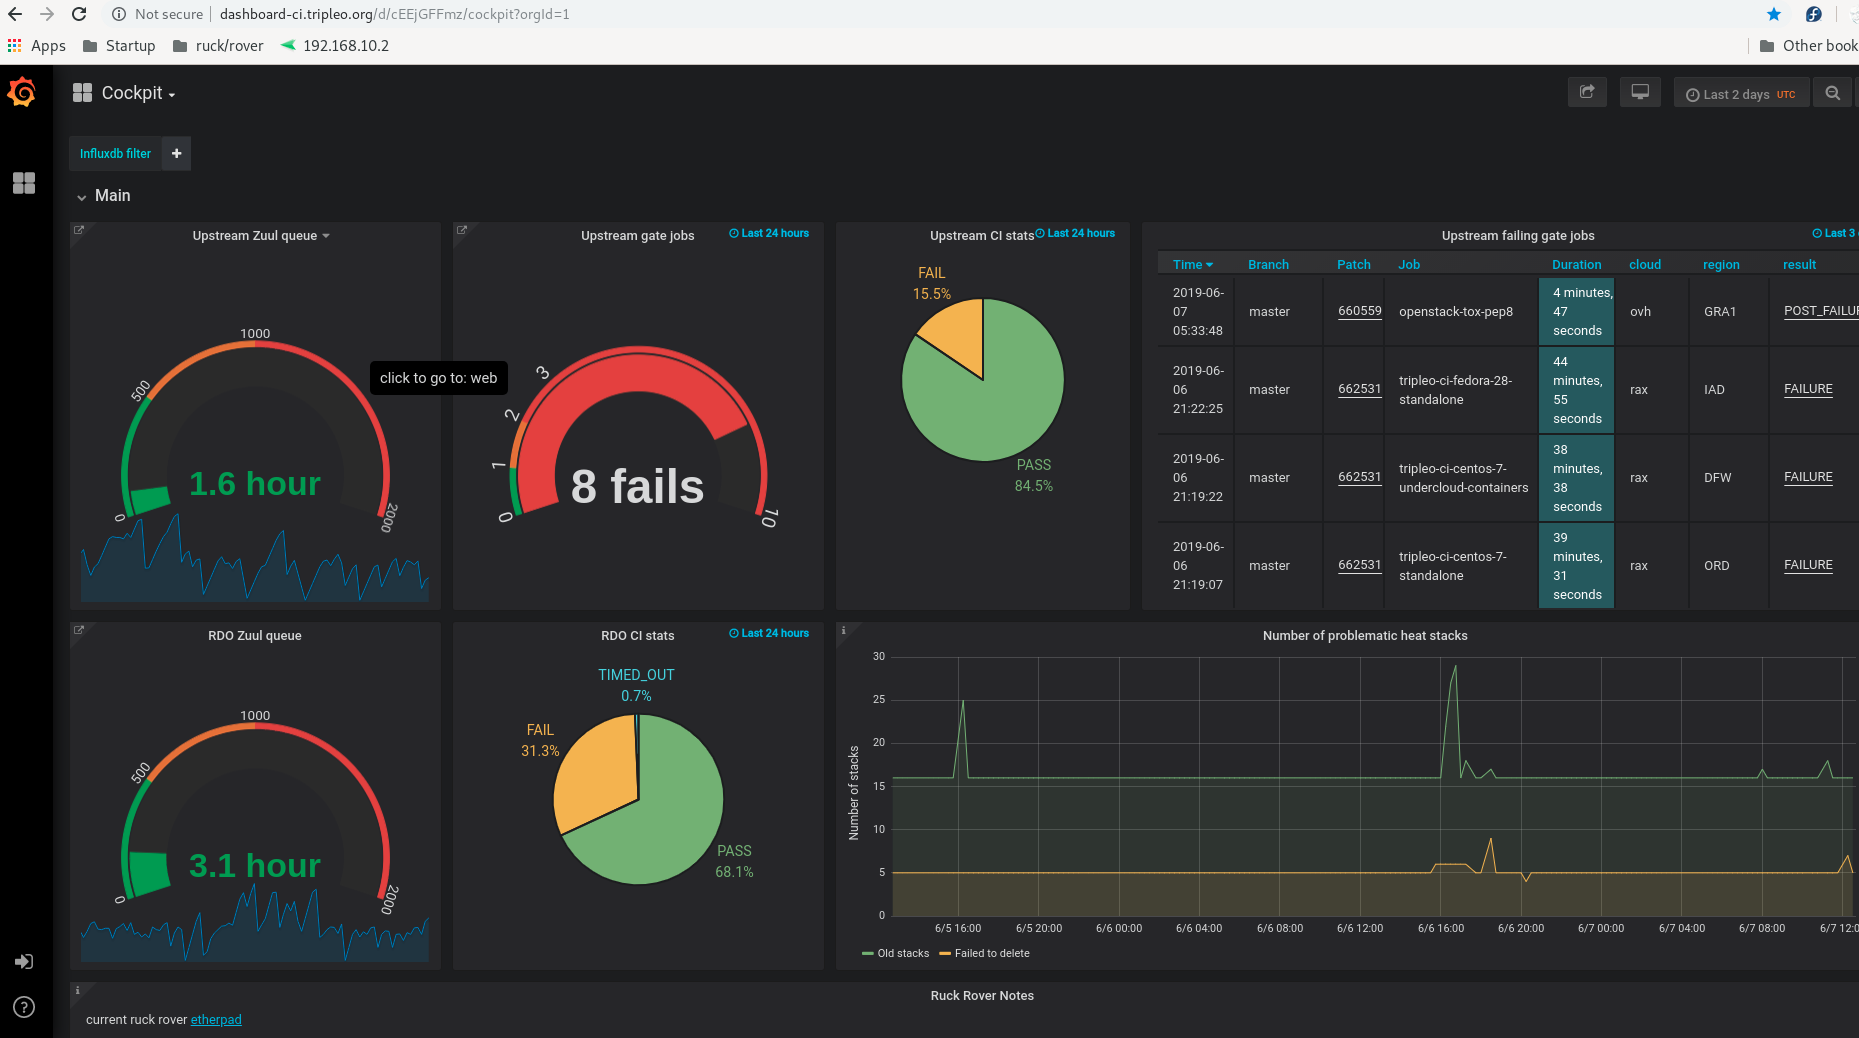 Not secure
dashboard-ci.tripleo.org/d/cEEjGFFmz/cockpit?orgId=1
Apps
Startup
ruck/rover
192.168.10.2
Other book
Cockpit
Last 2 days UTC
Influxdb filter
+
Main
Upstream Zuul queue
0
500
1000
2000
1.6 hour
click to go to: web
Upstream gate jobs
Last 24 hours
0
1
2
3
10
8 fails
Upstream CI stats
Last 24 hours
FAIL
15.5%
PASS
84.5%
Upstream failing gate jobs
Last 3
Time Branch Patch Job Duration cloud region result
2019-06-
07
05:33:48
master
660559
openstack-tox-pep8
4 minutes,
47
seconds
ovh
GRA1
POST_FAILUR
2019-06-
06
21:22:25
master
662531
tripleo-ci-fedora-28-
standalone
44
minutes,
55
seconds
rax
IAD
FAILURE
2019-06-
06
21:19:22
master
662531
tripleo-ci-centos-7-
undercloud-containers
38
minutes,
38
seconds
rax
DFW
FAILURE
2019-06-
06
21:19:07
master
662531
tripleo-ci-centos-7-
standalone
39
minutes,
31
seconds
rax
ORD
FAILURE
RDO Zuul queue
0
500
1000
2000
3.1 hour
RDO CI stats
Last 24 hours
TIMED_OUT
0.7%
FAIL
31.3%
PASS
68.1%
Number of problematic heat stacks
Number of stacks
30
25
20
15
10
5
0
6/5 16:00 6/5 20:00 6/6 00:00 6/6 04:00 6/6 08:00 6/6 12:00 6/6 16:00 6/6 20:00 6/7 00:00 6/7 04:00 6/7 08:00 6/7 12:0
Old stacks Failed to delete
Ruck Rover Notes
current ruck rover etherpad